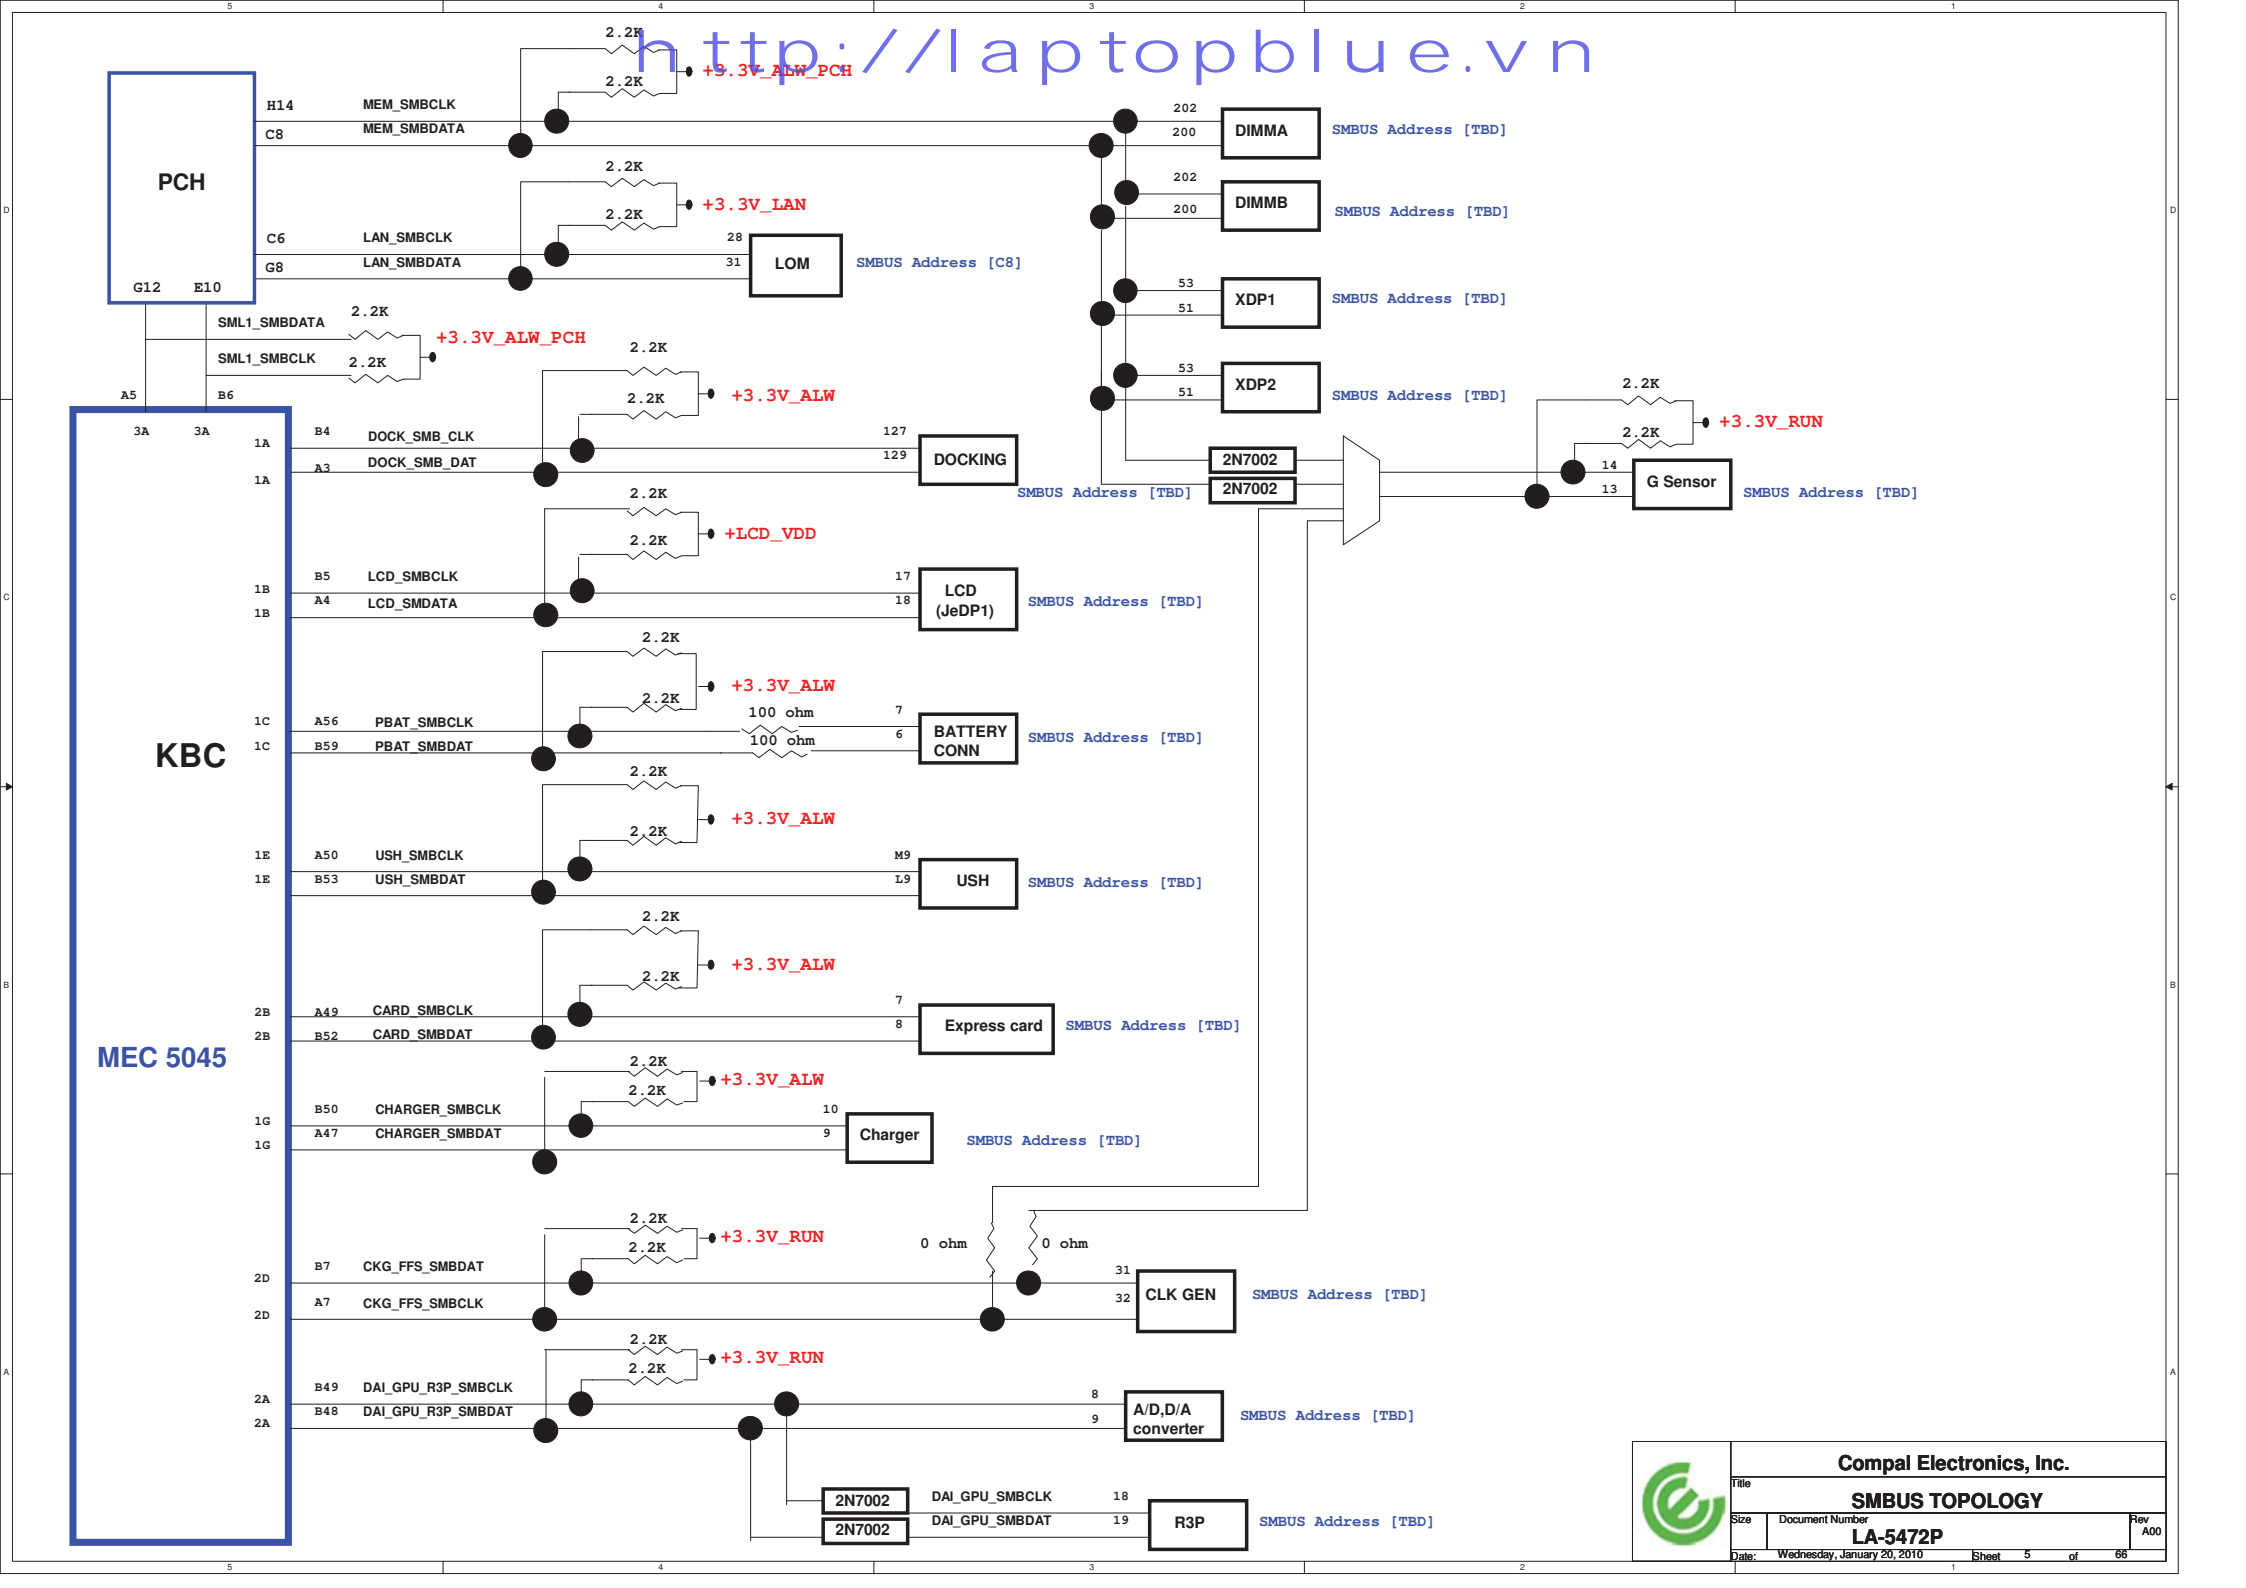 5 4 3 2 1
http://laptopblue.vn
2.2K
2.2K
+3.3V_ALW_PCH
PCH
H14 MEM_SMBCLK
C8 MEM_SMBDATA
202
200
DIMMA
SMBUS Address [TBD]
2.2K
2.2K
+3.3V_LAN
202
200
DIMMB
SMBUS Address [TBD]
D
D
C6 LAN_SMBCLK
G8 LAN_SMBDATA
28
31
LOM
SMBUS Address [C8]
G12 E10
53
51
XDP1
SMBUS Address [TBD]
SML1_SMBDATA
2.2K
+3.3V_ALW_PCH
SML1_SMBCLK
2.2K
53
51
XDP2
SMBUS Address [TBD]
A5 B6
3A 3A
2.2K
2.2K
+3.3V_ALW
1A B4 DOCK_SMB_CLK
1A A3 DOCK_SMB_DAT
127
129
DOCKING
SMBUS Address [TBD]
2N7002
2N7002
2.2K
2.2K
+3.3V_RUN
14
13
G Sensor
SMBUS Address [TBD]
2.2K
2.2K
+LCD_VDD
1B B5 LCD_SMBCLK
1B A4 LCD_SMDATA
17
18
LCD
(JeDP1)
SMBUS Address [TBD]
C
C
2.2K
2.2K
+3.3V_ALW
KBC
1C A56 PBAT_SMBCLK
1C B59 PBAT_SMBDAT
100 ohm
100 ohm
7
6
BATTERY
CONN
SMBUS Address [TBD]
2.2K
2.2K
+3.3V_ALW
1E A50 USH_SMBCLK
1E B53 USH_SMBDAT
M9
L9
USH
SMBUS Address [TBD]
2.2K
2.2K
+3.3V_ALW
B
B
2B A49 CARD_SMBCLK
2B B52 CARD_SMBDAT
7
8
Express card
SMBUS Address [TBD]
MEC 5045
2.2K
2.2K
+3.3V_ALW
1G B50 CHARGER_SMBCLK
1G A47 CHARGER_SMBDAT
10
9
Charger
SMBUS Address [TBD]
2.2K
2.2K
+3.3V_RUN
0 ohm
0 ohm
2D B7 CKG_FFS_SMBDAT
2D A7 CKG_FFS_SMBCLK
31
32
CLK GEN
SMBUS Address [TBD]
2.2K
2.2K
+3.3V_RUN
A
A
2A B49 DAI_GPU_R3P_SMBCLK
2A B48 DAI_GPU_R3P_SMBDAT
8
9
A/D,D/A
converter
SMBUS Address [TBD]
2N7002
2N7002
DAI_GPU_SMBCLK
DAI_GPU_SMBDAT
18
19
R3P
SMBUS Address [TBD]
Compal Electronics, Inc.
Title
SMBUS TOPOLOGY
Size Document Number Rev
LA-5472P A00
Date: Wednesday, January 20, 2010 Sheet 5 of 66
5 4 3 2 1